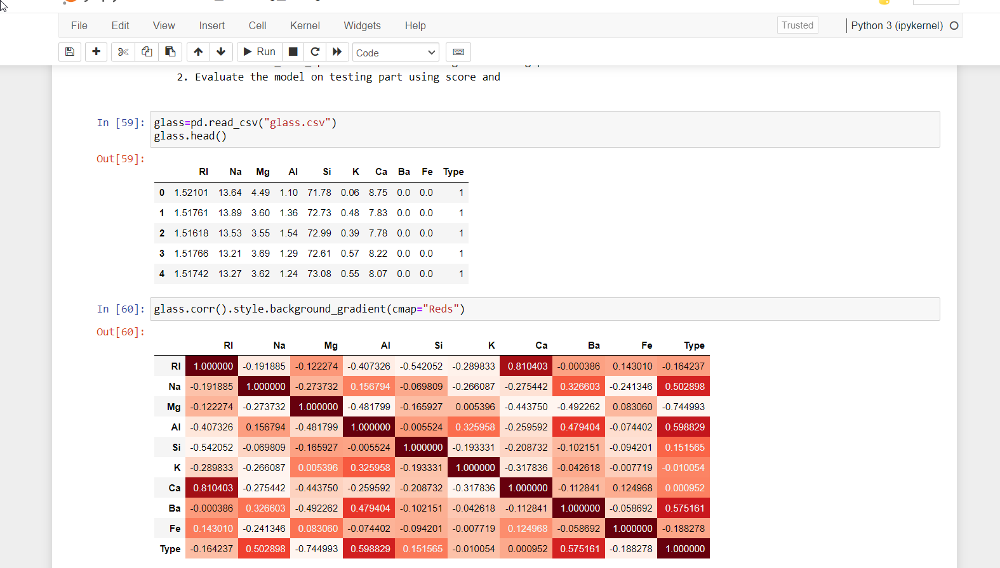 File Edit View Insert Cell Kernel Widgets Help Trusted Python 3 (ipykernel)
Run Code
2. Evaluate the model on testing part using score and
In [59]: glass=pd.read_csv("glass.csv")
glass.head()
Out[59]:
RI Na Mg Al Si K Ca Ba Fe Type
0 1.52101 13.64 4.49 1.10 71.78 0.06 8.75 0.0 0.0 1
1 1.51761 13.89 3.60 1.36 72.73 0.48 7.83 0.0 0.0 1
2 1.51618 13.53 3.55 1.54 72.99 0.39 7.78 0.0 0.0 1
3 1.51766 13.21 3.69 1.29 72.61 0.57 8.22 0.0 0.0 1
4 1.51742 13.27 3.62 1.24 73.08 0.55 8.07 0.0 0.0 1
In [60]: glass.corr().style.background_gradient(cmap="Reds")
Out[60]:
RI Na Mg Al Si K Ca Ba Fe Type
RI 1.000000 -0.191885 -0.122274 -0.407326 -0.542052 -0.289833 0.810403 -0.000386 0.143010 -0.164237
Na -0.191885 1.000000 -0.273732 0.156794 -0.069809 -0.266087 -0.275442 0.326603 -0.241346 0.502898
Mg -0.122274 -0.273732 1.000000 -0.481799 -0.165927 0.005396 -0.443750 -0.492262 0.083060 -0.744993
Al -0.407326 0.156794 -0.481799 1.000000 -0.005524 0.325958 -0.259592 0.479404 -0.074402 0.598829
Si -0.542052 -0.069809 -0.165927 -0.005524 1.000000 -0.193331 -0.208732 -0.102151 -0.094201 0.151565
K -0.289833 -0.266087 0.005396 0.325958 -0.193331 1.000000 -0.317836 -0.042618 -0.007719 -0.010054
Ca 0.810403 -0.275442 -0.443750 -0.259592 -0.208732 -0.317836 1.000000 -0.112841 0.124968 0.000952
Ba -0.000386 0.326603 -0.492262 0.479404 -0.102151 -0.042618 -0.112841 1.000000 -0.058692 0.575161
Fe 0.143010 -0.241346 0.083060 -0.074402 -0.094201 -0.007719 0.124968 -0.058692 1.000000 -0.188278
Type -0.164237 0.502898 -0.744993 0.598829 0.151565 -0.010054 0.000952 0.575161 -0.188278 1.000000